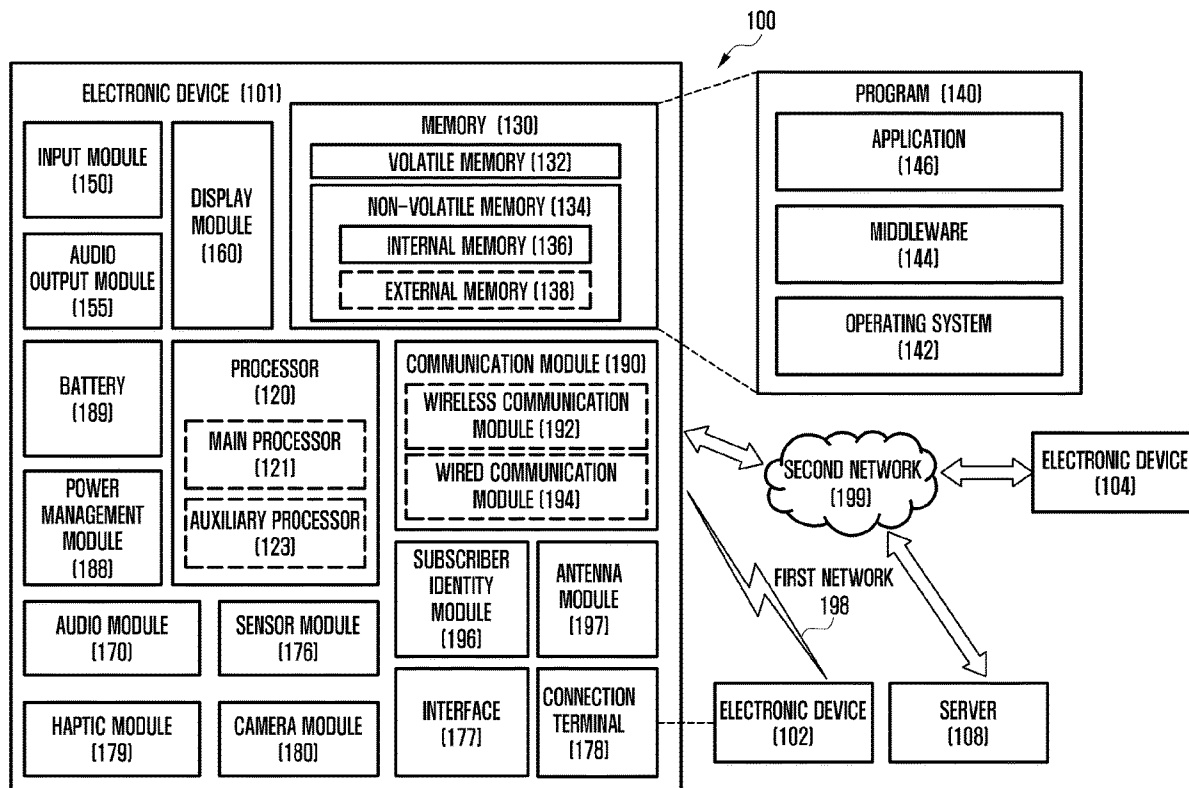 100
ELECTRONIC DEVICE (101)
INPUT MODULE
(150)
DISPLAY
MODULE
(160)
AUDIO
OUTPUT MODULE
(155)
MEMORY (130)
VOLATILE MEMORY (132)
NON-VOLATILE MEMORY (134)
INTERNAL MEMORY (136)
EXTERNAL MEMORY (138)
PROGRAM (140)
APPLICATION
(146)
MIDDLEWARE
(144)
OPERATING SYSTEM
(142)
BATTERY
(189)
POWER
MANAGEMENT
MODULE
(188)
PROCESSOR
(120)
MAIN PROCESSOR
(121)
AUXILIARY PROCESSOR
(123)
COMMUNICATION MODULE (190)
WIRELESS COMMUNICATION
MODULE (192)
WIRED COMMUNICATION
MODULE (194)
SECOND NETWORK
(199)
ELECTRONIC DEVICE
(104)
SUBSCRIBER
IDENTITY
MODULE
(196)
ANTENNA
MODULE
(197)
FIRST NETWORK
198
AUDIO MODULE
(170)
SENSOR MODULE
(176)
HAPTIC MODULE
(179)
CAMERA MODULE
(180)
INTERFACE
(177)
CONNECTION
TERMINAL
(178)
ELECTRONIC DEVICE
(102)
SERVER
(108)